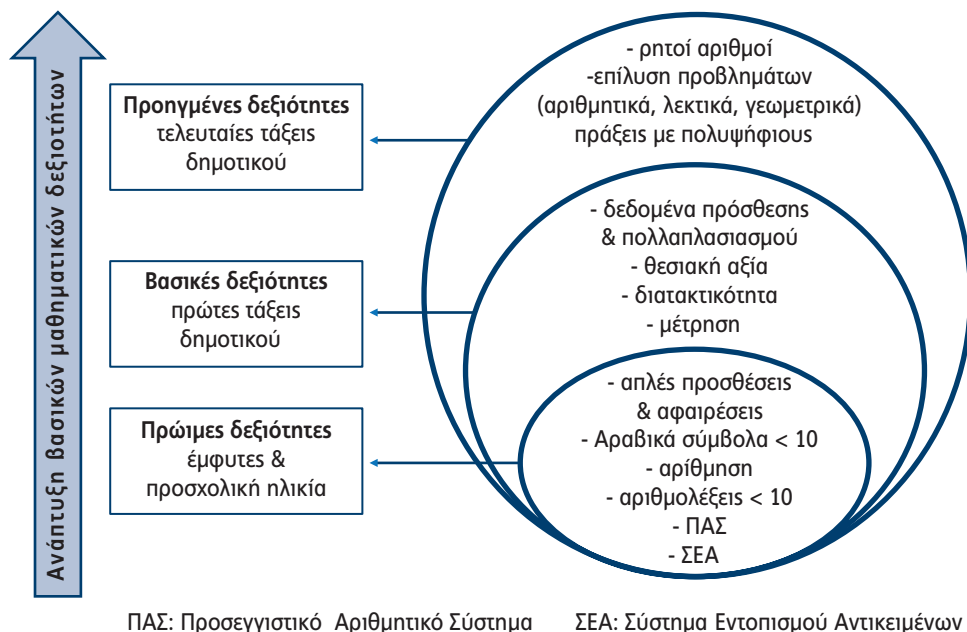 Ανάπτυξη βασικών μαθηματικών δεξιοτήτων
Προηγμένες δεξιότητες
τελευταίες τάξεις
δημοτικού
- ρητοί αριθμοί
-επίλυση προβλημάτων
(αριθμητικά, λεκτικά, γεωμετρικά)
πράξεις με πολυψήφιους
Βασικές δεξιότητες
πρώτες τάξεις
δημοτικού
- δεδομένα πρόσθεσης
& πολλαπλασιασμού
- θεσιακή αξία
- διατακτικότητα
- μέτρηση
Πρώιμες δεξιότητες
έμφυτες &
προσχολική ηλικία
- απλές προσθέσεις
& αφαιρέσεις
- Αραβικά σύμβολα < 10
- αρίθμηση
- αριθμολέξεις < 10
- ΠΑΣ
- ΣΕΑ
ΠΑΣ: Προσεγγιστικό Αριθμητικό Σύστημα ΣΕΑ: Σύστημα Εντοπισμού Αντικειμένων